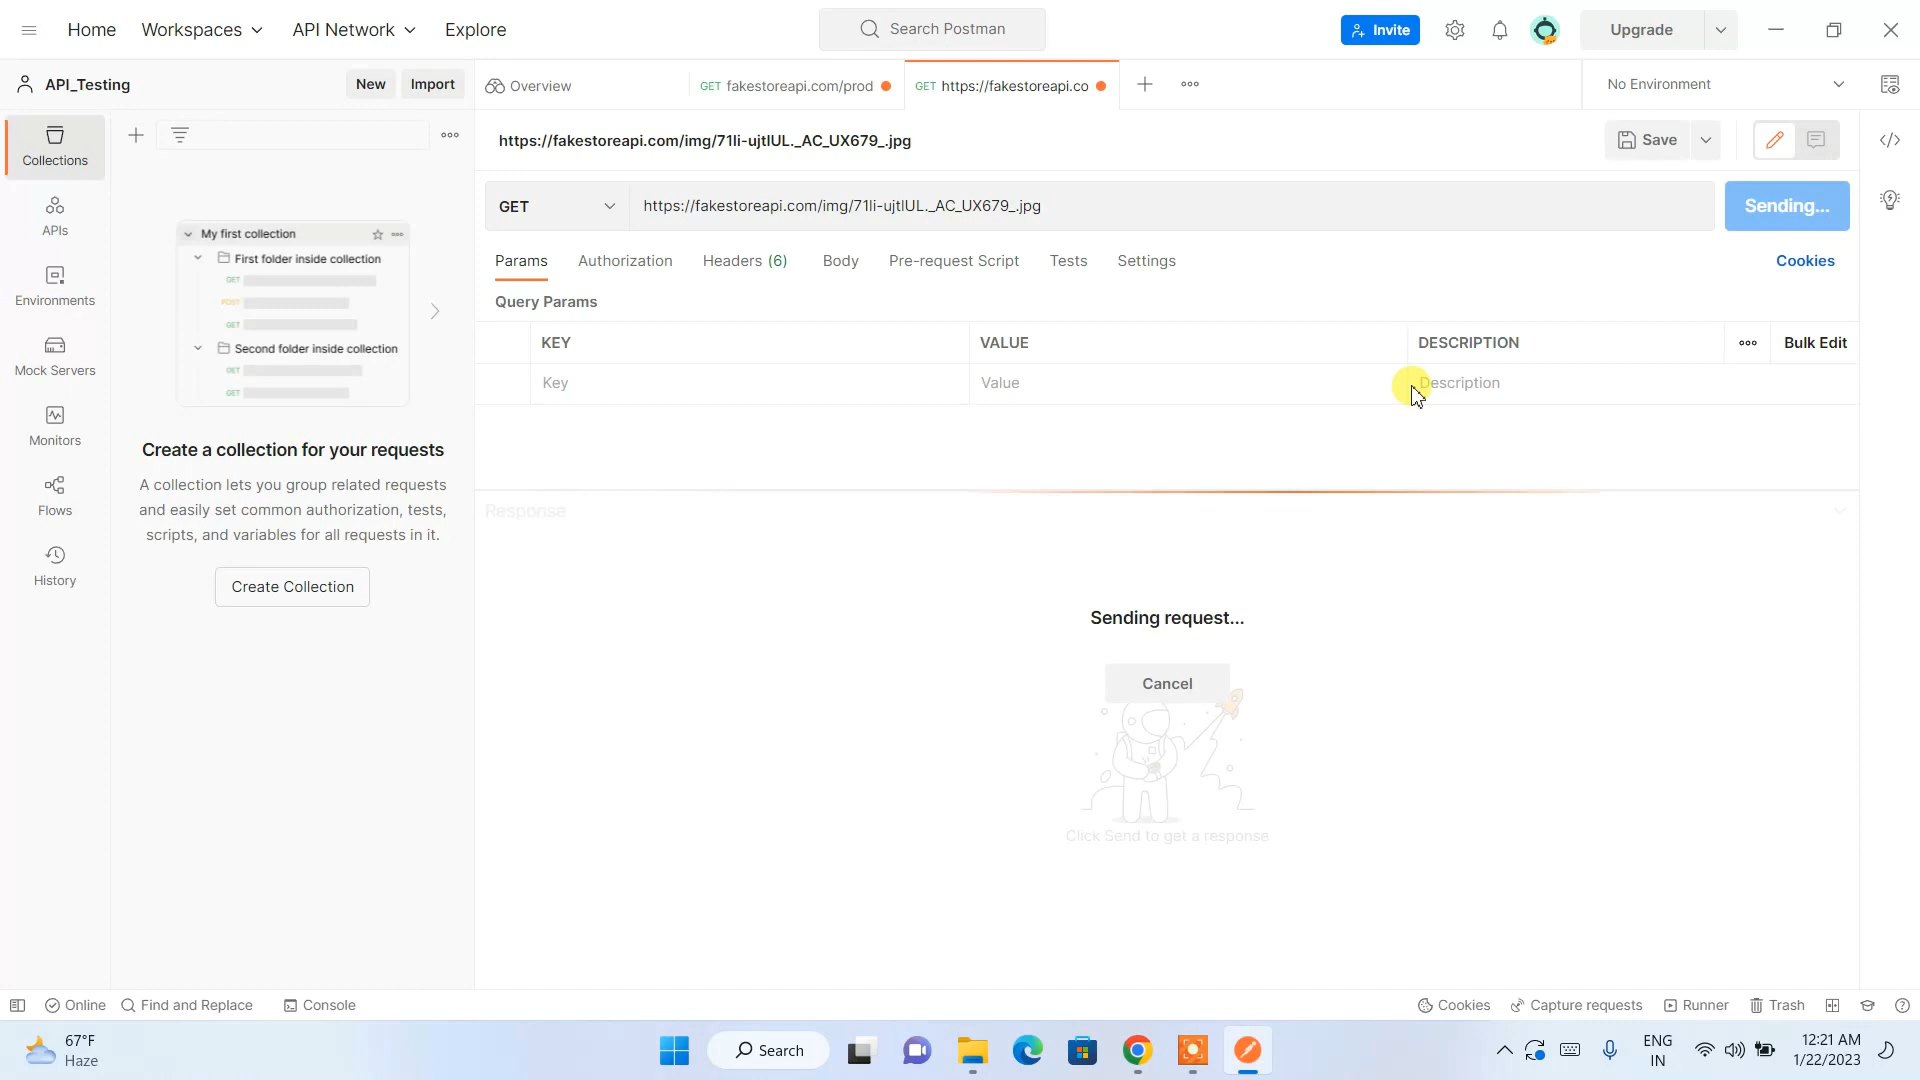 Home
Workspaces
API Network
Explore
Search Postman
Invite
Upgrade
API_Testing
New
Import
Overview
GET fakestoreapi.com/prod
GET https://fakestoreapi.co
No Environment
Collections
APIs
Environments
Mock Servers
Monitors
Flows
History
My first collection
First folder inside collection
GET
POST
GET
Second folder inside collection
GET
GET
Create a collection for your requests
A collection lets you group related requests
and easily set common authorization, tests,
scripts, and variables for all requests in it.
Create Collection
https://fakestoreapi.com/img/71li-ujtlUL._AC_UX679_.jpg
Save
GET
https://fakestoreapi.com/img/71li-ujtlUL._AC_UX679_.jpg
Sending...
Params
Authorization
Headers (6)
Body
Pre-request Script
Tests
Settings
Cookies
Query Params
KEY
VALUE
DESCRIPTION
Bulk Edit
Key
Value
Description
Response
Sending request...
Cancel
Click Send to get a response
Online
Find and Replace
Console
Cookies
Capture requests
Runner
Trash
67°F
Haze
Search
ENG
IN
12:21 AM
1/22/2023